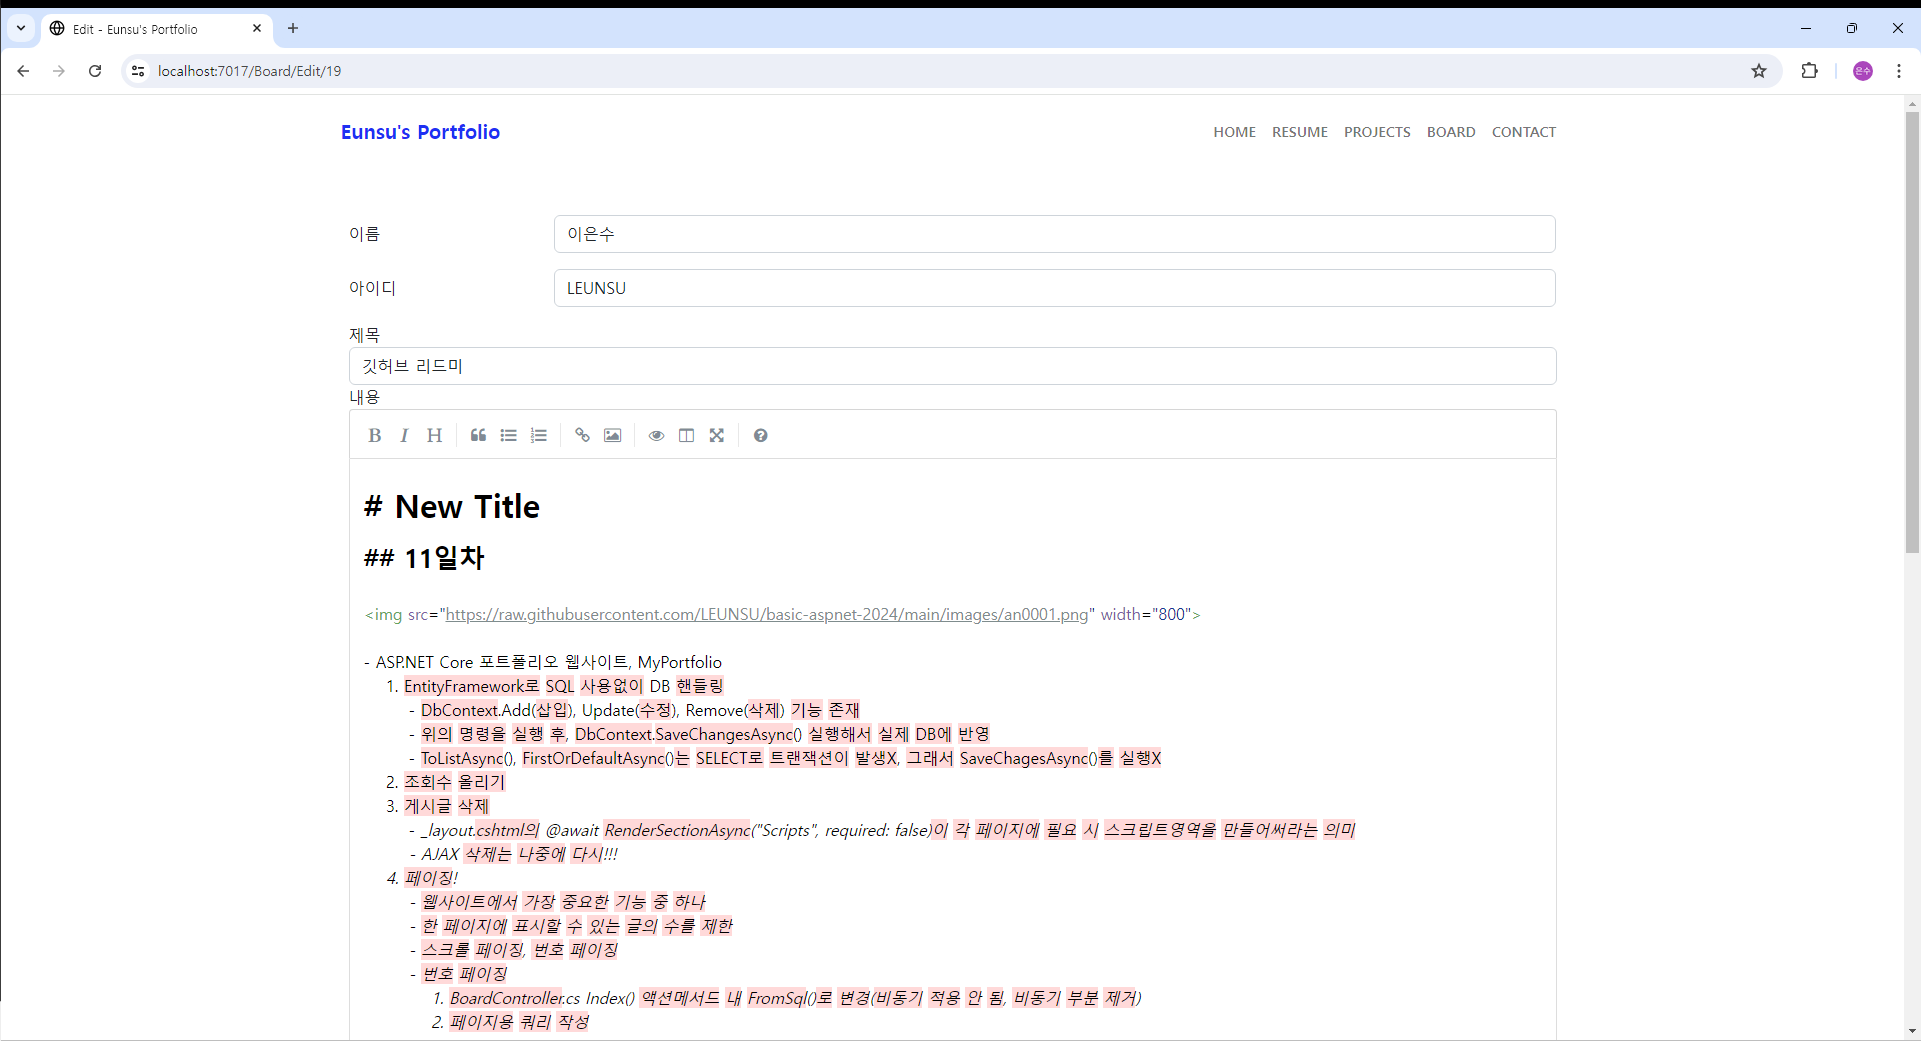 Edit - Eunsu's Portfolio
localhost:7017/Board/Edit/19
은수
Eunsu's Portfolio
HOME RESUME PROJECTS BOARD CONTACT
이름
이은수
아이디
LEUNSU
제목
깃허브 리드미
내용
B I H
# New Title
## 11일차
<img src="https://raw.githubusercontent.com/LEUNSU/basic-aspnet-2024/main/images/an0001.png" width="800">
- ASP.NET Core 포트폴리오 웹사이트, MyPortfolio
1. EntityFramework로 SQL 사용없이 DB 핸들링
- DbContext.Add(삽입), Update(수정), Remove(삭제) 기능 존재
- 위의 명령을 실행 후, DbContext.SaveChangesAsync() 실행해서 실제 DB에 반영
- ToListAsync(), FirstOrDefaultAsync()는 SELECT로 트랜잭션이 발생X, 그래서 SaveChagesAsync()를 실행X
2. 조회수 올리기
3. 게시글 삭제
- _layout.cshtml의 @await RenderSectionAsync("Scripts", required: false)이 각 페이지에 필요 시 스크립트영역을 만들어써라는 의미
- AJAX 삭제는 나중에 다시!!!
4. 페이징!
- 웹사이트에서 가장 중요한 기능 중 하나
- 한 페이지에 표시할 수 있는 글의 수를 제한
- 스크롤 페이징, 번호 페이징
- 번호 페이징
1. BoardController.cs Index() 액션메서드 내 FromSql()로 변경(비동기 적용 안 됨, 비동기 부분 제거)
2. 페이지용 쿼리 작성